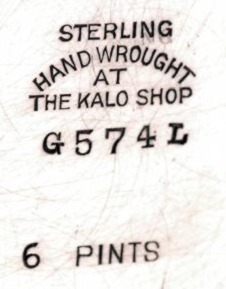 STERLING
HAND WROUGHT
AT
THE KALO SHOP
G574L
6 PINTS